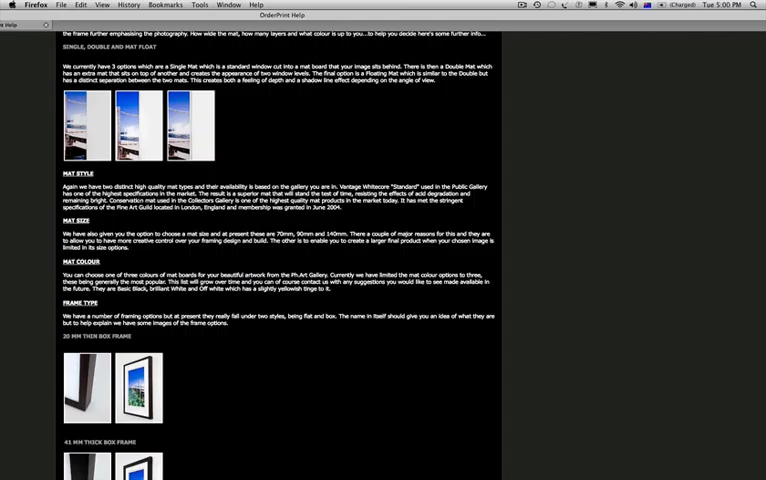 Firefox File Edit View History Bookmarks Tools Window Help (Charged) Tue 5:00 PM
OrderPrint Help
nt Help
the frame further emphasising the photography. How wide the mat, how many layers and what colour is up to you...to help you decide here's some further info...
SINGLE, DOUBLE AND MAT FLOAT
We currently have 3 options which are a Single Mat which is a standard window cut into a mat board that your image sits behind. There is then a Double Mat which
has an extra mat that sits on top of another and creates the appearance of two window levels. The final option is a Floating Mat which is similar to the Double but
has a distinct separation between the two mats. This creates both a feeling of depth and a shadow line effect depending on the angle of view.
MAT STYLE
Again we have two distinct high quality mat types and their availability is based on the gallery you are in. Vantage Whitecore "Standard" used in the Public Gallery
has one of the highest specifications in the market. The result is a superior mat that will stand the test of time, resisting the effects of acid degradation and
remaining bright. Conservation mat used in the Collectors Gallery is one of the highest quality mat products in the market today. It has met the stringent
specifications of the Fine Art Guild located in London, England and membership was granted in June 2004.
MAT SIZE
We have also given you the option to choose a mat size and at present these are 70mm, 90mm and 140mm. There a couple of major reasons for this and they are
to allow you to have more creative control over your framing design and build. The other is to enable you to create a larger final product when your chosen image is
limited in its size options.
MAT COLOUR
You can choose one of three colours of mat boards for your beautiful artwork from the Ph.Art Gallery. Currently we have limited the mat colour options to three,
these being generally the most popular. This list will grow over time and you can of course contact us with any suggestions you would like to see made available in
the future. They are Basic Black, brilliant White and Off white which has a slightly yellowish tinge to it.
FRAME TYPE
We have a number of framing options but at present they really fall under two styles, being flat and box. The name in itself should give you an idea of what they are
but to help explain we have some images of the frame options.
20 MM THIN BOX FRAME
41 MM THICK BOX FRAME